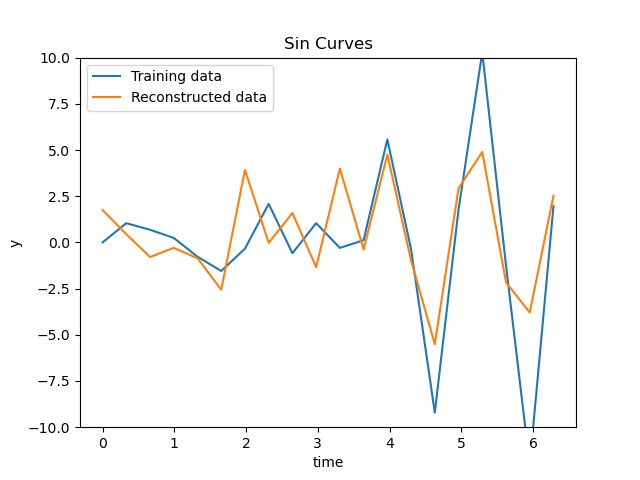 Sin Curves
Training data
Reconstructed data
10.0
7.5
5.0
2.5
0.0
−2.5
−5.0
−7.5
−10.0
y
0 1 2 3 4 5 6
time